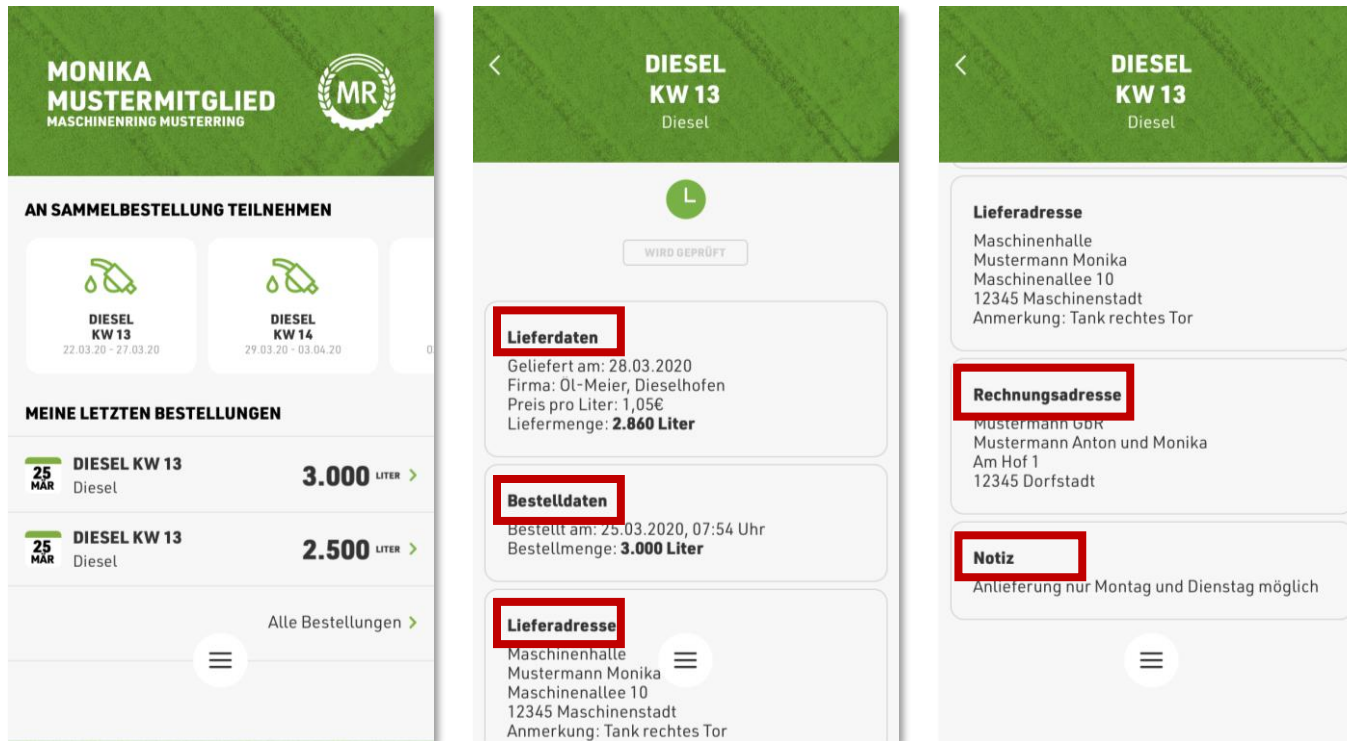 MONIKA
MUSTERMITGLIED
MASCHINENRING MUSTERRING
MR
AN SAMMELBESTELLUNG TEILNEHMEN
DIESEL
KW 13
22.03.20 - 27.03.20
DIESEL
KW 14
29.03.20 - 03.04.20
0
MEINE LETZTEN BESTELLUNGEN
25
MÄR
DIESEL KW 13
Diesel
3.000 LITER
25
MÄR
DIESEL KW 13
Diesel
2.500 LITER
Alle Bestellungen
DIESEL
KW 13
Diesel
WIRD GEPRÜFT
Lieferdaten
Geliefert am: 28.03.2020
Firma: Öl-Meier, Dieselhofen
Preis pro Liter: 1,05€
Liefermenge: 2.860 Liter
Bestelldaten
Bestellt am: 25.03.2020, 07:54 Uhr
Bestellmenge: 3.000 Liter
Lieferadresse
Maschinenhalle
Mustermann Monika
Maschinenallee 10
12345 Maschinenstadt
Anmerkung: Tank rechtes Tor
DIESEL
KW 13
Diesel
Lieferadresse
Maschinenhalle
Mustermann Monika
Maschinenallee 10
12345 Maschinenstadt
Anmerkung: Tank rechtes Tor
Rechnungsadresse
Mustermann GbR
Mustermann Anton und Monika
Am Hof 1
12345 Dorfstadt
Notiz
Anlieferung nur Montag und Dienstag möglich